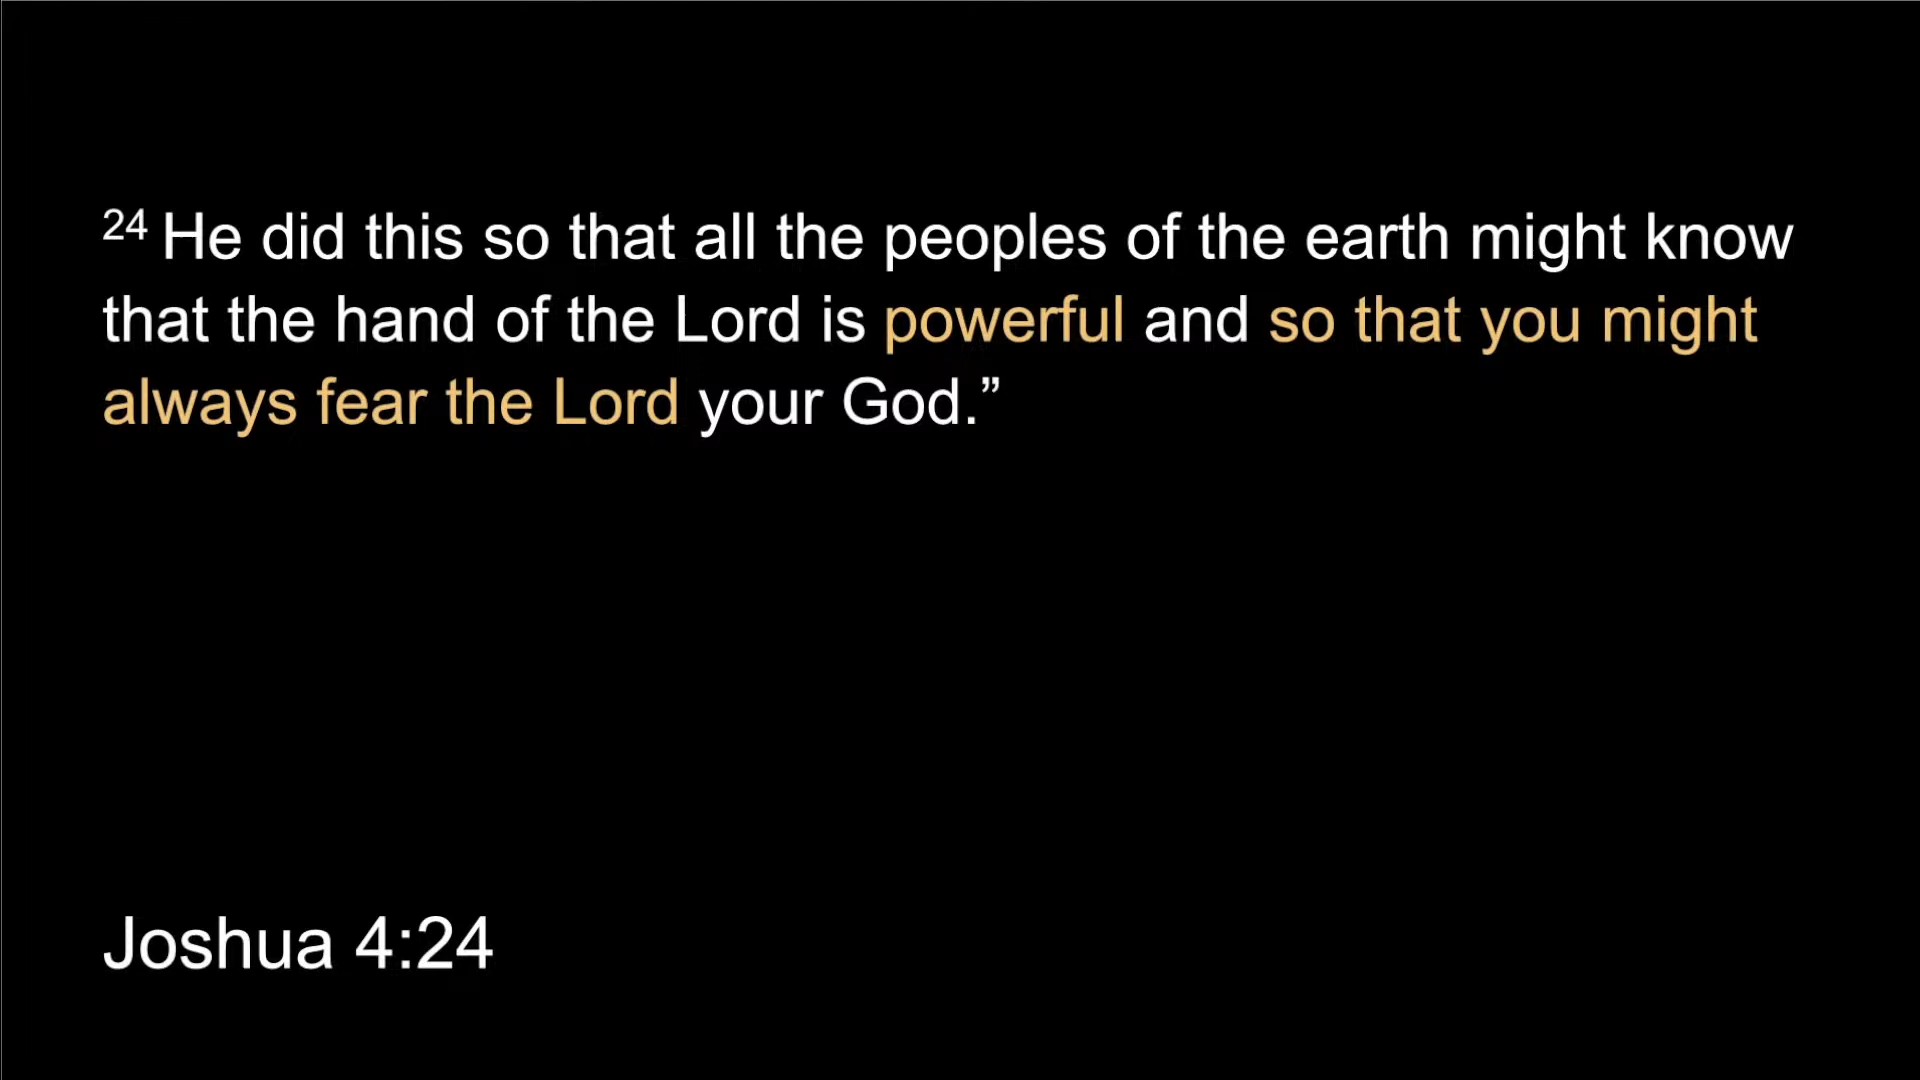 24 He did this so that all the peoples of the earth might know
that the hand of the Lord is powerful and so that you might
always fear the Lord your God.”
Joshua 4:24